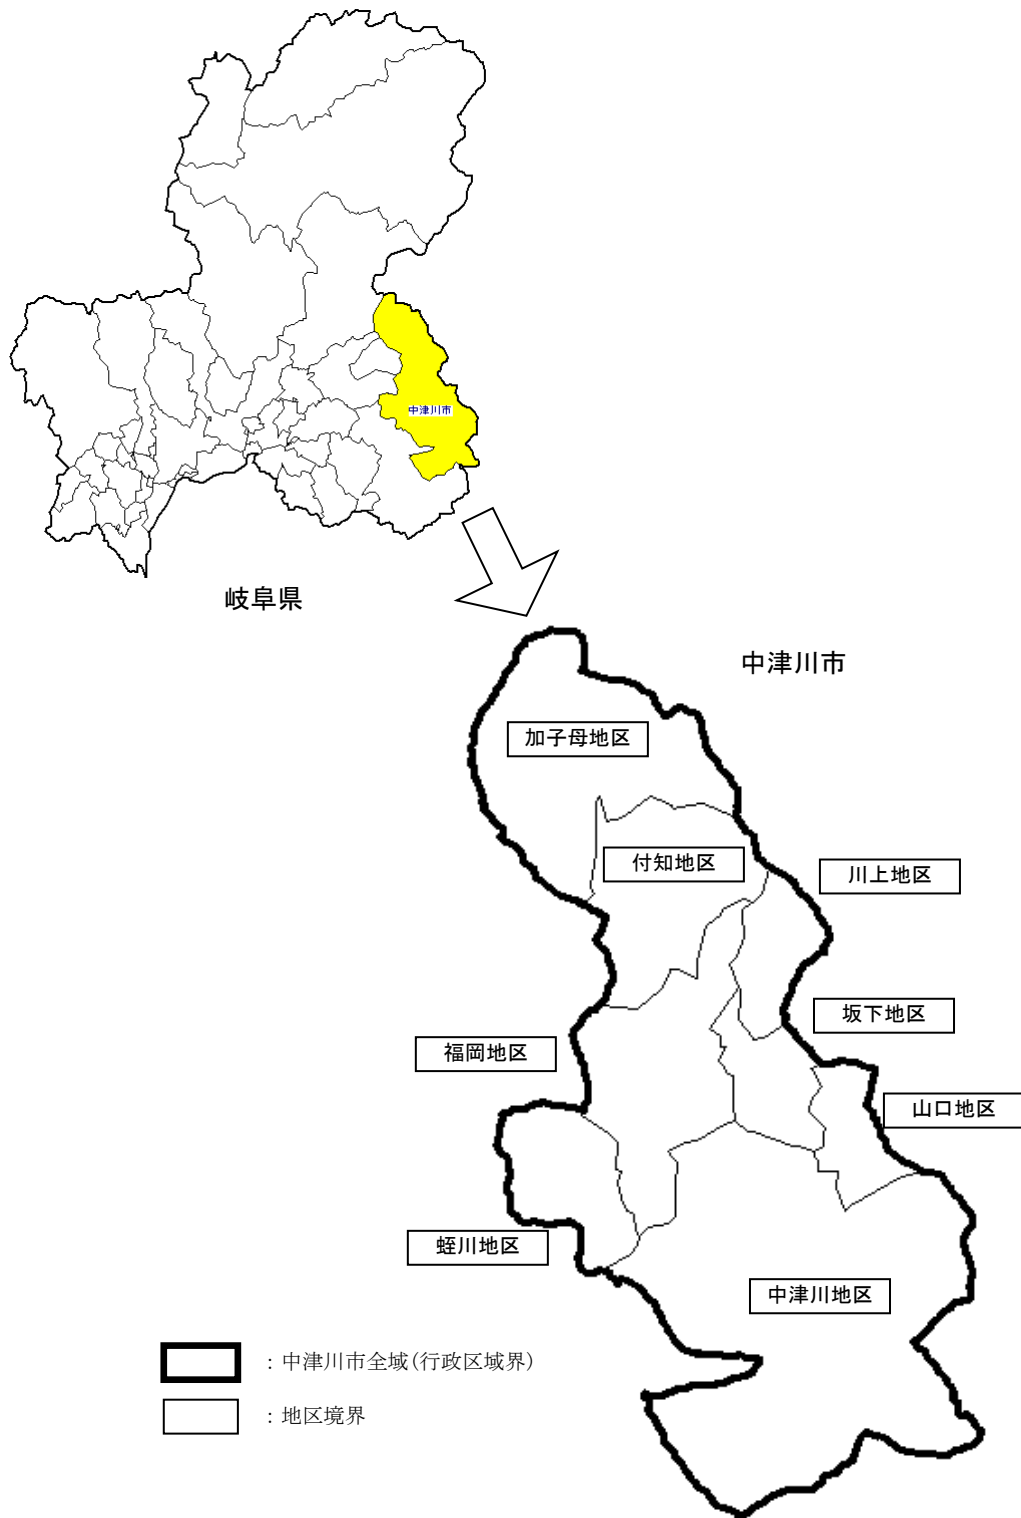 中津川市
岐阜県
中津川市
加子母地区
付知地区
川上地区
坂下地区
福岡地区
山口地区
蛭川地区
中津川地区
：中津川市全域(行政区域界)
：地区境界